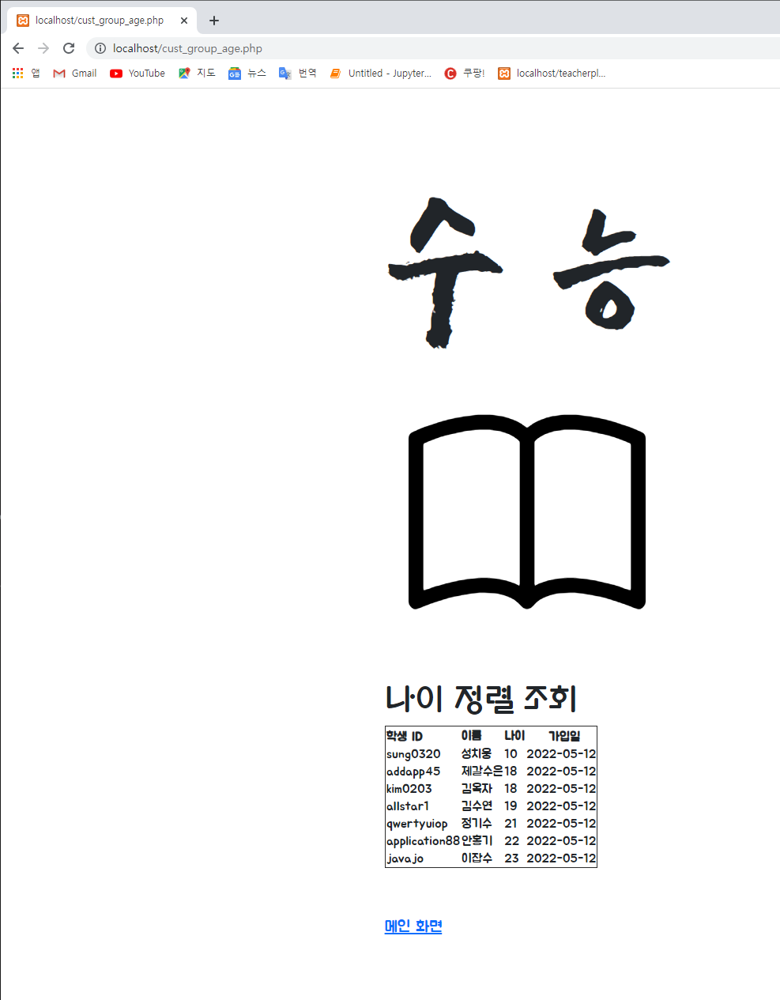 localhost/cust_group_age.php
localhost/cust_group_age.php
앱 Gmail YouTube 지도 뉴스 번역 Untitled - Jupyter... 쿠팡! localhost/teacherpl...
수 능
나이 정렬 조회
학생 ID 이름 나이 가입일
sung0320 성치웅 10 2022-05-12
addapp45 제갈수은 18 2022-05-12
kim0203 김옥자 18 2022-05-12
allstar1 김수연 19 2022-05-12
qwertyuiop 정기수 21 2022-05-12
application88 안홍기 22 2022-05-12
javajo 이잡수 23 2022-05-12
메인 화면